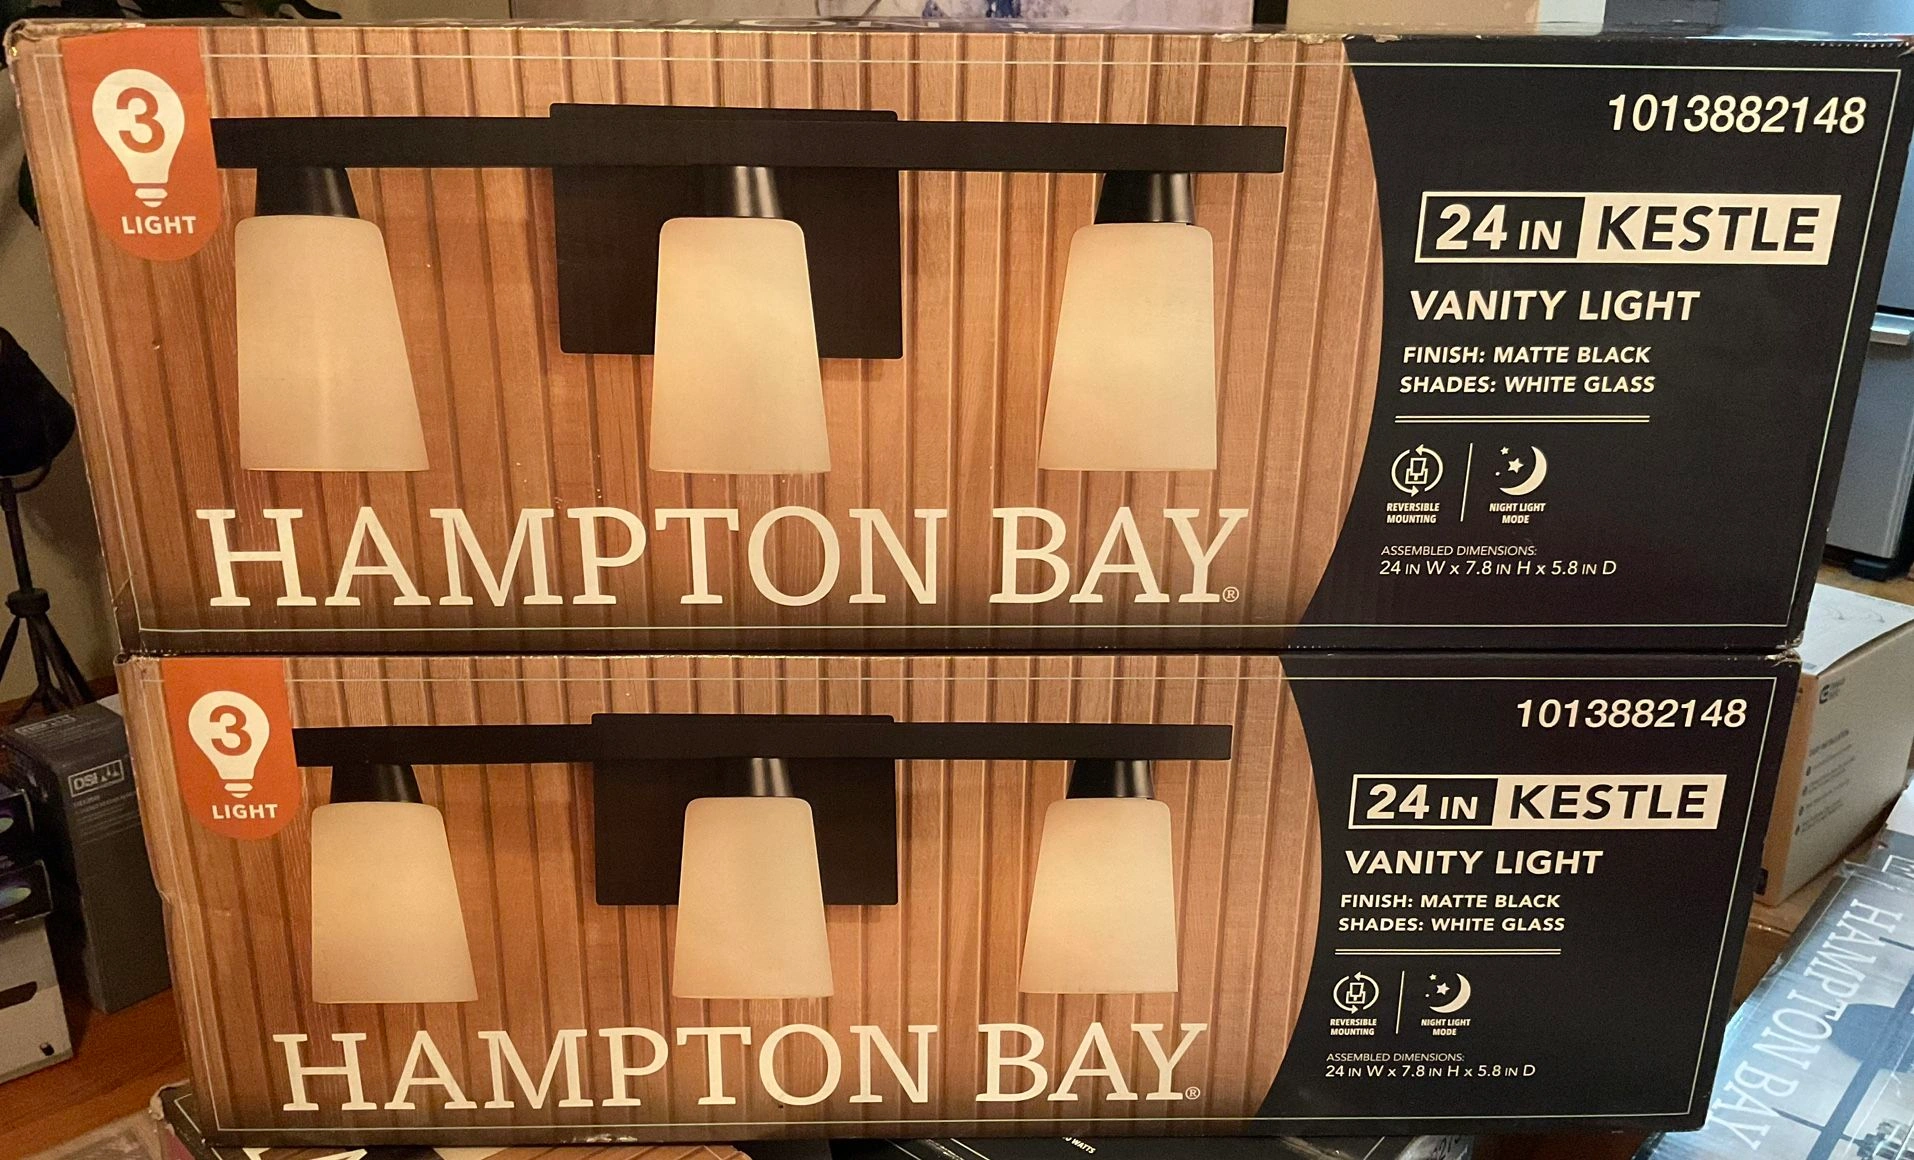 3
LIGHT
1013882148
24 IN KESTLE
VANITY LIGHT
FINISH: MATTE BLACK
SHADES: WHITE GLASS
REVERSIBLE
MOUNTING
NIGHT LIGHT
MODE
ASSEMBLED DIMENSIONS:
24 IN W x 7.8 IN H x 5.8 IN D
HAMPTON BAY®
3
LIGHT
1013882148
24 IN KESTLE
VANITY LIGHT
FINISH: MATTE BLACK
SHADES: WHITE GLASS
REVERSIBLE
MOUNTING
NIGHT LIGHT
MODE
ASSEMBLED DIMENSIONS:
24 IN W x 7.8 IN H x 5.8 IN D
HAMPTON BAY®
DSI
HAMPTON BAY
WATTS